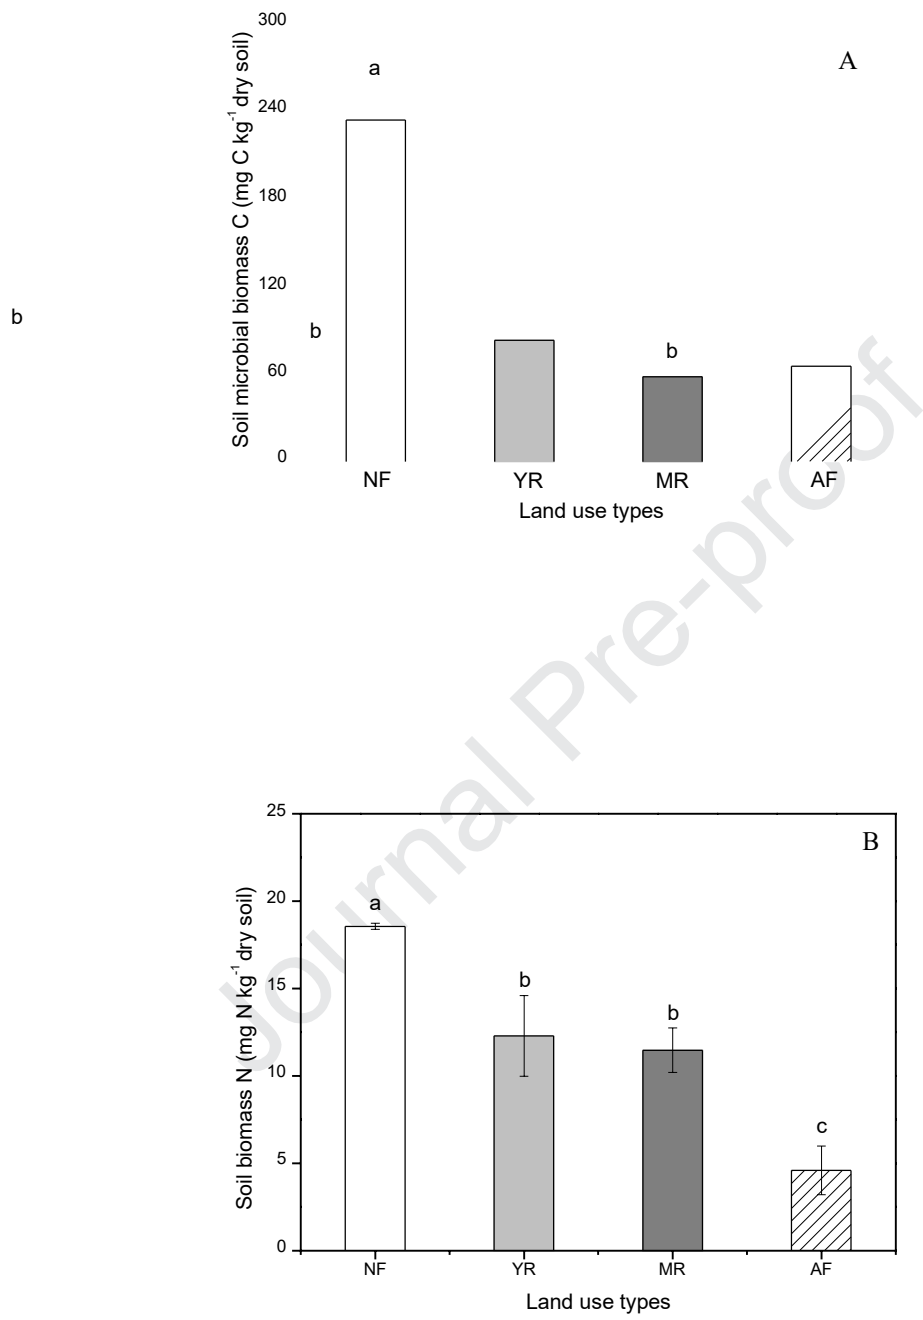 300
A
a
240
180
120
b
b
b
60
0
Soil microbial biomass C (mg C kg⁻¹ dry soil)
NF YR MR AF
Land use types
Journal Pre-proof
25
B
20
a
15
b
b
10
c
5
0
Soil biomass N (mg N kg⁻¹ dry soil)
NF YR MR AF
Land use types